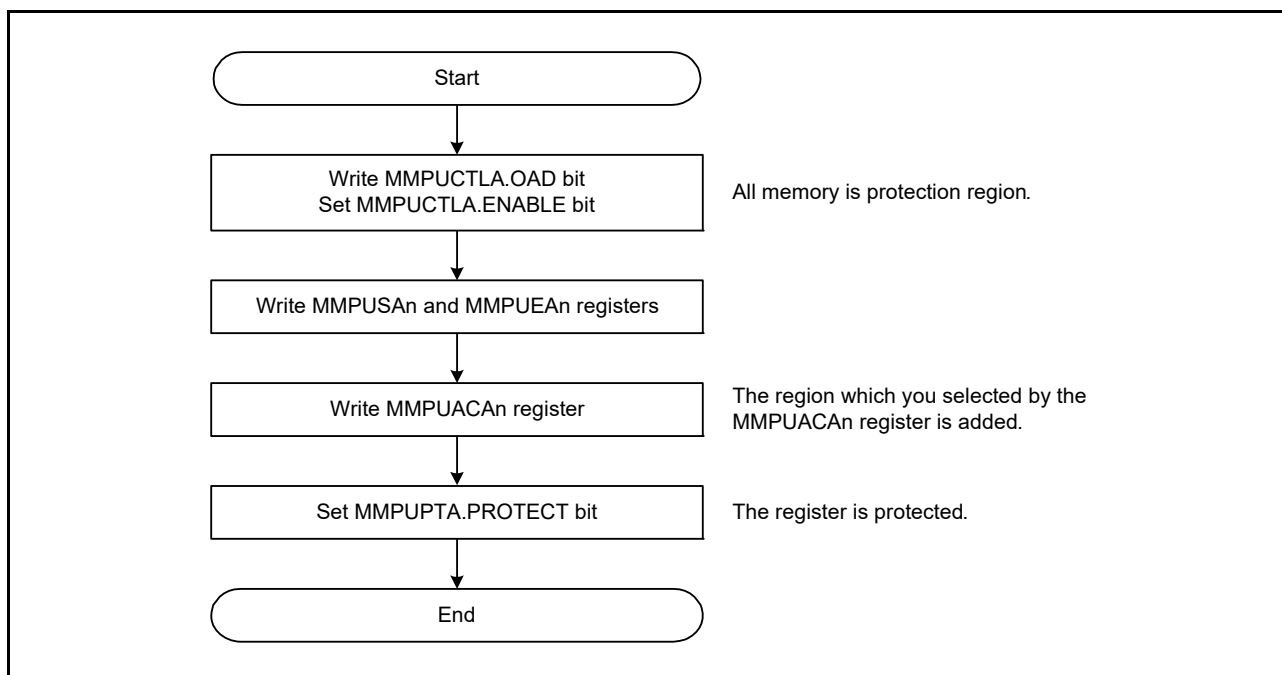 Start
Write MMPUCTLA.OAD bit
Set MMPUCTLA.ENABLE bit
All memory is protection region.
Write MMPUSAn and MMPUEAn registers
Write MMPUACAn register
The region which you selected by the
MMPUACAn register is added.
Set MMPUPTA.PROTECT bit
The register is protected.
End